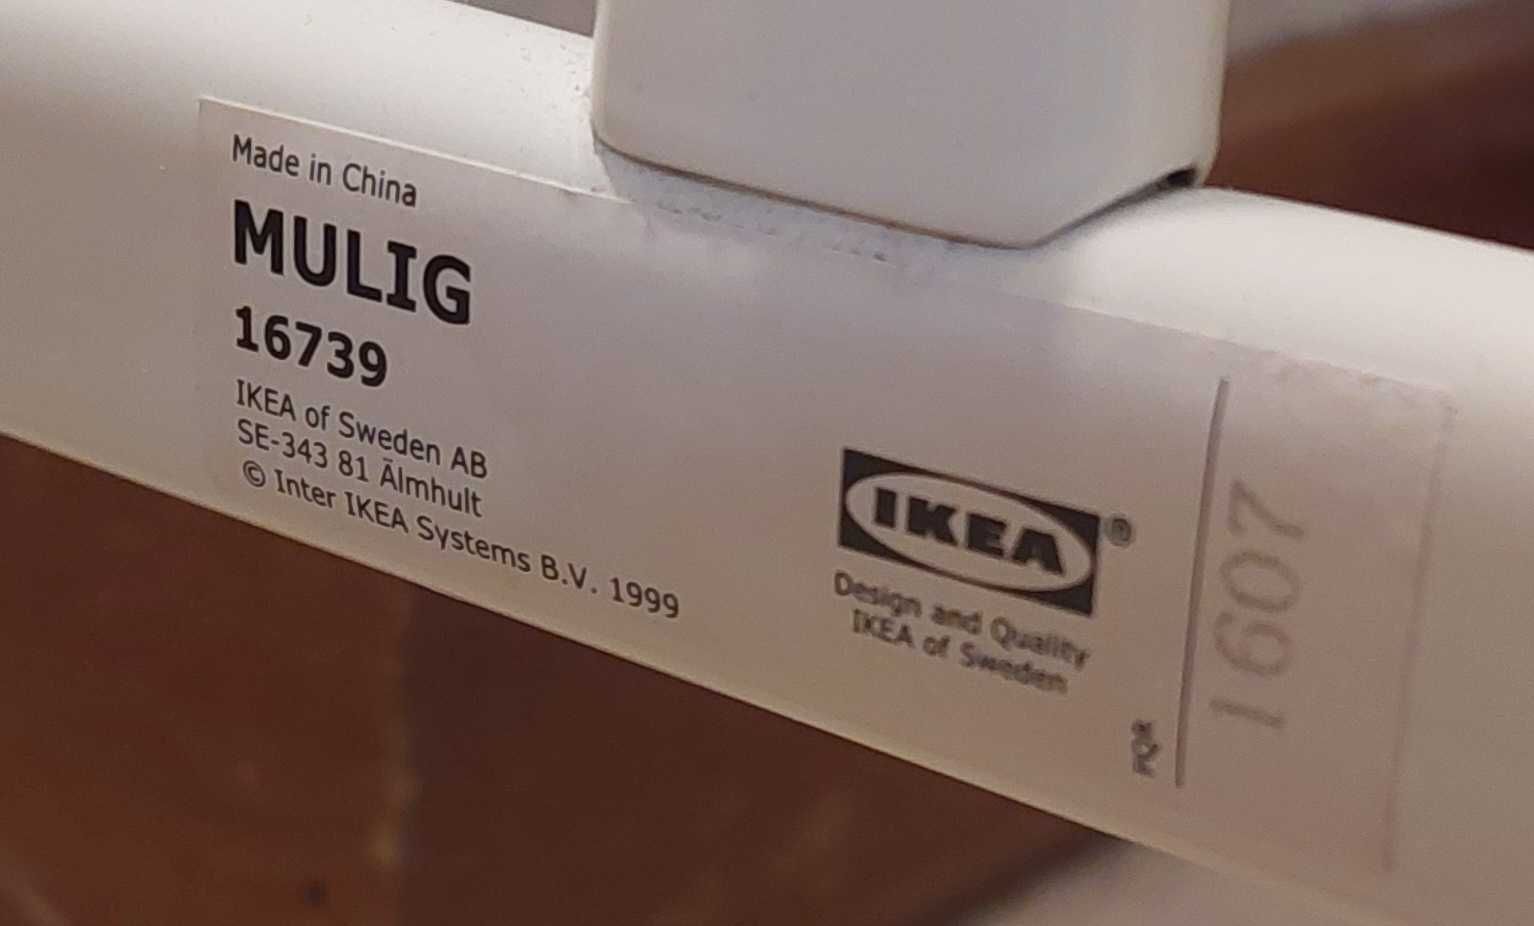 Made in China
MULIG
16739
IKEA of Sweden AB
SE-343 81 Älmhult
© Inter IKEA Systems B.V. 1999
IKEA®
Design and Quality
IKEA of Sweden
1607